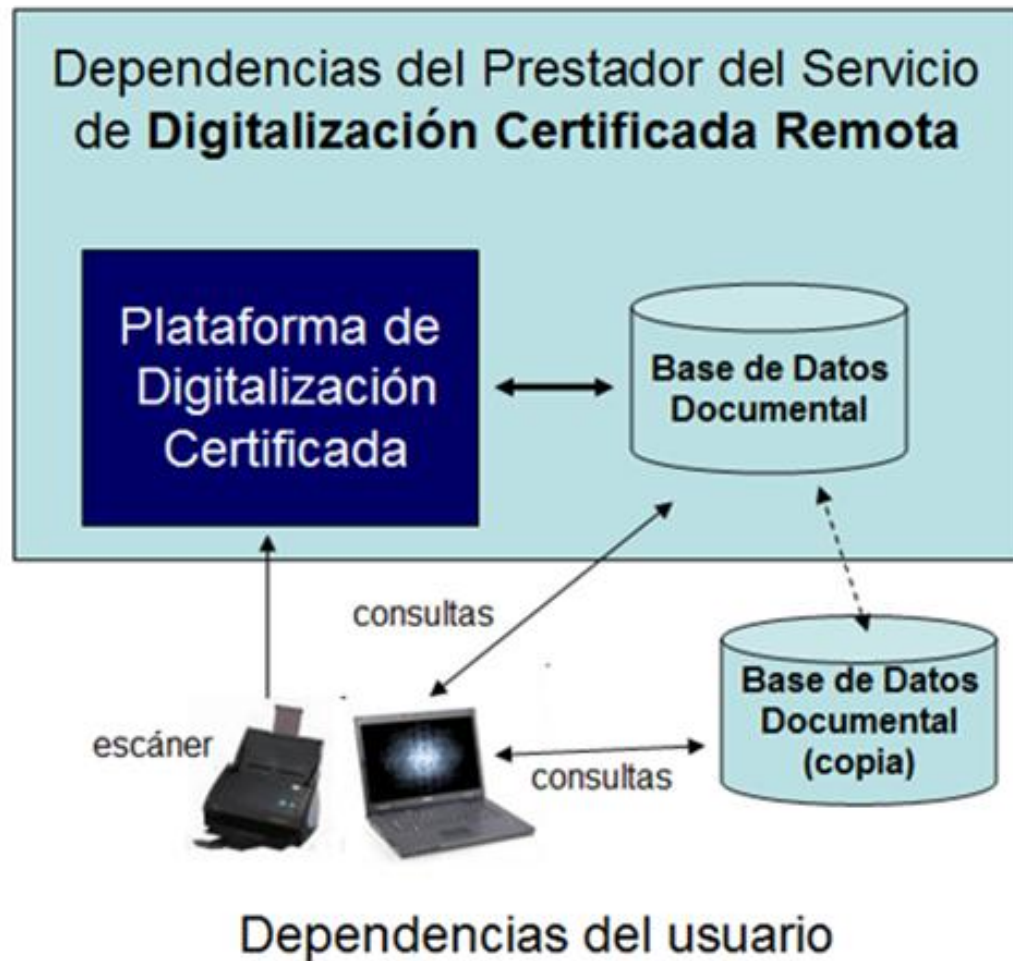 Dependencias del Prestador del Servicio
de Digitalización Certificada Remota
Plataforma de
Digitalización
Certificada
Base de Datos
Documental
consultas
escáner
consultas
Base de Datos
Documental
(copia)
Dependencias del usuario